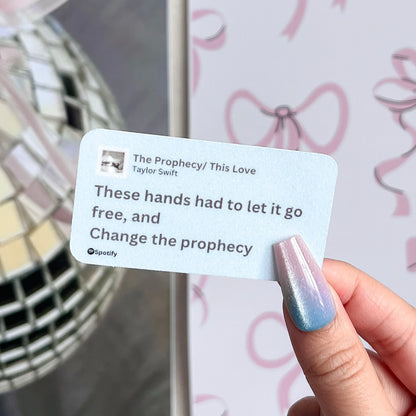 The Prophecy/ This Love
Taylor Swift
These hands had to let it go
free, and
Change the prophecy
Spotify